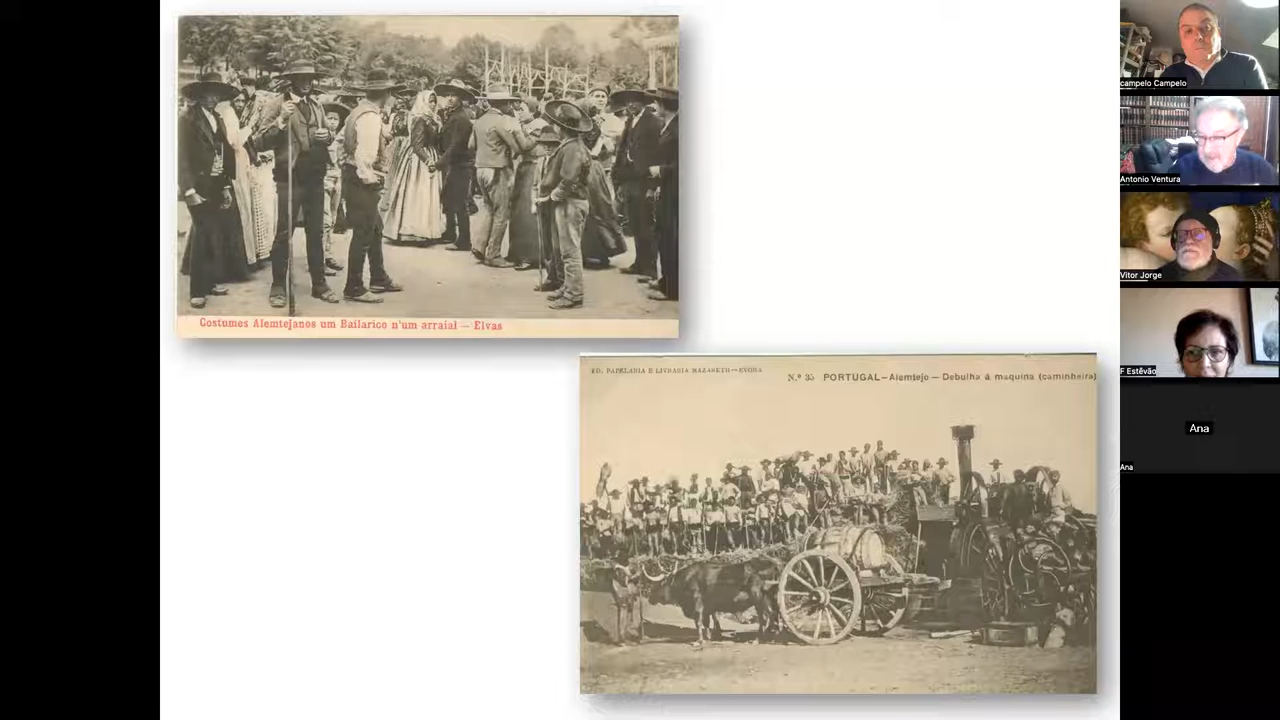 Costumes Alemtejanos um Bailarico n'um arraial — Elvas
ED. PAPELARIA E LIVRARIA NAZARETH—EVORA
N.º 35 PORTUGAL—Alemtejo — Debulha á maquina (caminheira)
campelo Campelo
Antonio Ventura
Vitor Jorge
F Estêvão
Ana
Ana